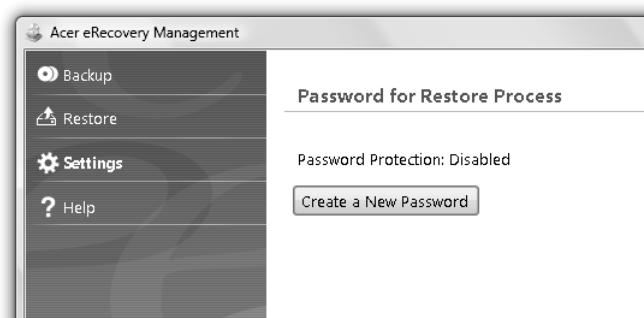 Acer eRecovery Management
Backup
Restore
Settings
Help
Password for Restore Process
Password Protection: Disabled
Create a New Password